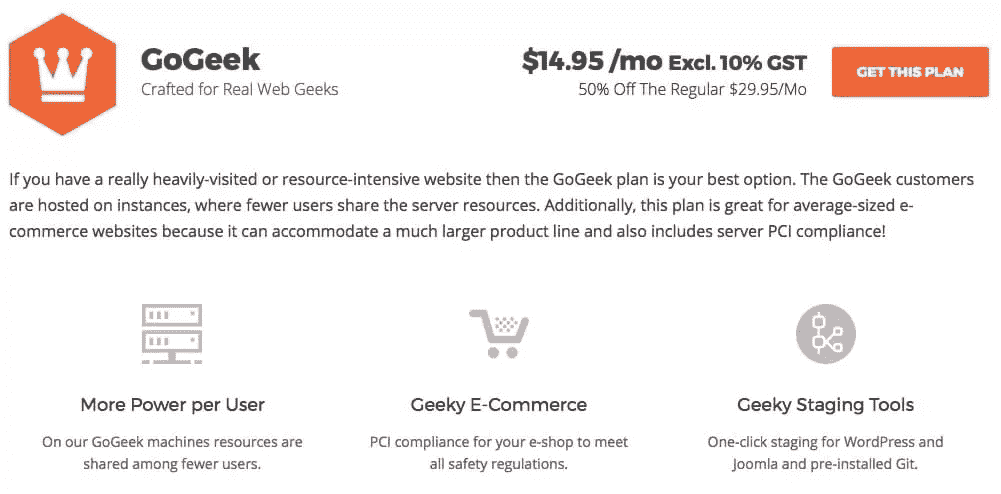 GoGeek
Crafted for Real Web Geeks
$14.95 /mo Excl. 10% GST
50% Off The Regular $29.95/Mo
GET THIS PLAN
If you have a really heavily-visited or resource-intensive website then the GoGeek plan is your best option. The GoGeek customers
are hosted on instances, where fewer users share the server resources. Additionally, this plan is great for average-sized e-
commerce websites because it can accommodate a much larger product line and also includes server PCI compliance!
More Power per User
On our GoGeek machines resources are
shared among fewer users.
Geeky E-Commerce
PCI compliance for your e-shop to meet
all safety regulations.
Geeky Staging Tools
One-click staging for WordPress and
Joomla and pre-installed Git.